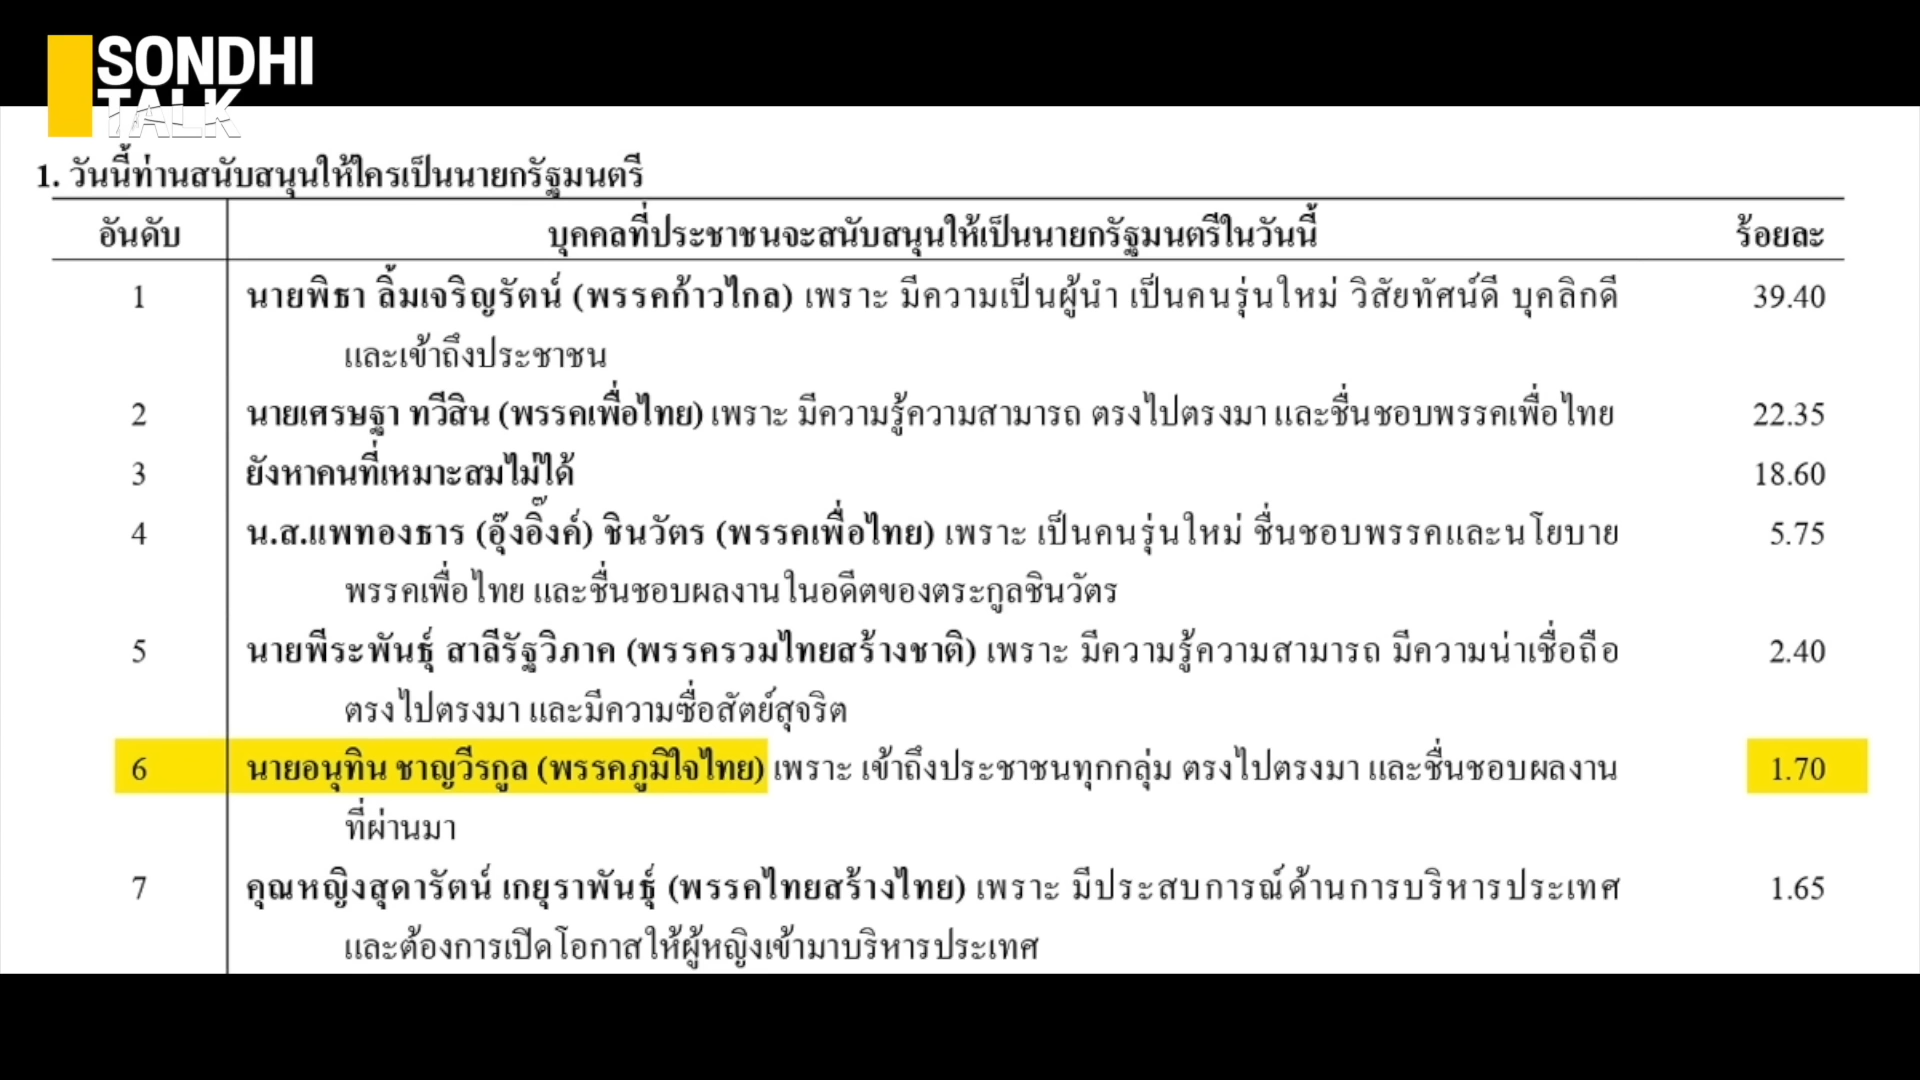 SONDHI
TALK
1. วันนี้ท่านสนับสนุนให้ใครเป็นนายกรัฐมนตรี
อันดับ บุคคลที่ประชาชนจะสนับสนุนให้เป็นนายกรัฐมนตรีในวันนี้ ร้อยละ
1 นายพิธา ลิ้มเจริญรัตน์ (พรรคก้าวไกล) เพราะ มีความเป็นผู้นำ เป็นคนรุ่นใหม่ วิสัยทัศน์ดี บุคลิกดี 39.40
และเข้าถึงประชาชน
2 นายเศรษฐา ทวีสิน (พรรคเพื่อไทย) เพราะ มีความรู้ความสามารถ ตรงไปตรงมา และชื่นชอบพรรคเพื่อไทย 22.35
3 ยังหาคนที่เหมาะสมไม่ได้ 18.60
4 น.ส.แพทองธาร (อุ๊งอิ๊งค์) ชินวัตร (พรรคเพื่อไทย) เพราะ เป็นคนรุ่นใหม่ ชื่นชอบพรรคและนโยบาย 5.75
พรรคเพื่อไทย และชื่นชอบผลงานในอดีตของตระกูลชินวัตร
5 นายพีระพันธุ์ สาลีรัฐวิภาค (พรรครวมไทยสร้างชาติ) เพราะ มีความรู้ความสามารถ มีความน่าเชื่อถือ 2.40
ตรงไปตรงมา และมีความซื่อสัตย์สุจริต
6 นายอนุทิน ชาญวีรกูล (พรรคภูมิใจไทย) เพราะ เข้าถึงประชาชนทุกกลุ่ม ตรงไปตรงมา และชื่นชอบผลงาน 1.70
ที่ผ่านมา
7 คุณหญิงสุดารัตน์ เกยุราพันธุ์ (พรรคไทยสร้างไทย) เพราะ มีประสบการณ์ด้านการบริหารประเทศ 1.65
และต้องการเปิดโอกาสให้ผู้หญิงเข้ามาบริหารประเทศ